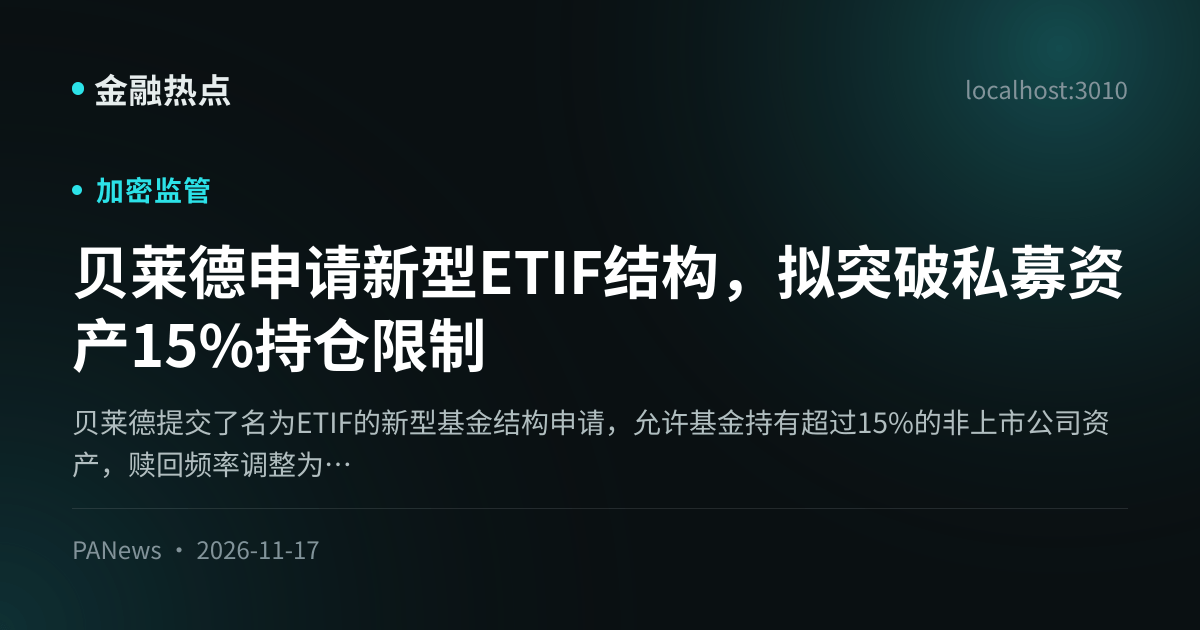 金融热点
localhost:3010
加密监管
贝莱德申请新型ETIF结构，拟突破私募资
产15%持仓限制
贝莱德提交了名为ETIF的新型基金结构申请，允许基金持有超过15%的非上市公司资
产，赎回频率调整为…
PANews • 2026-11-17